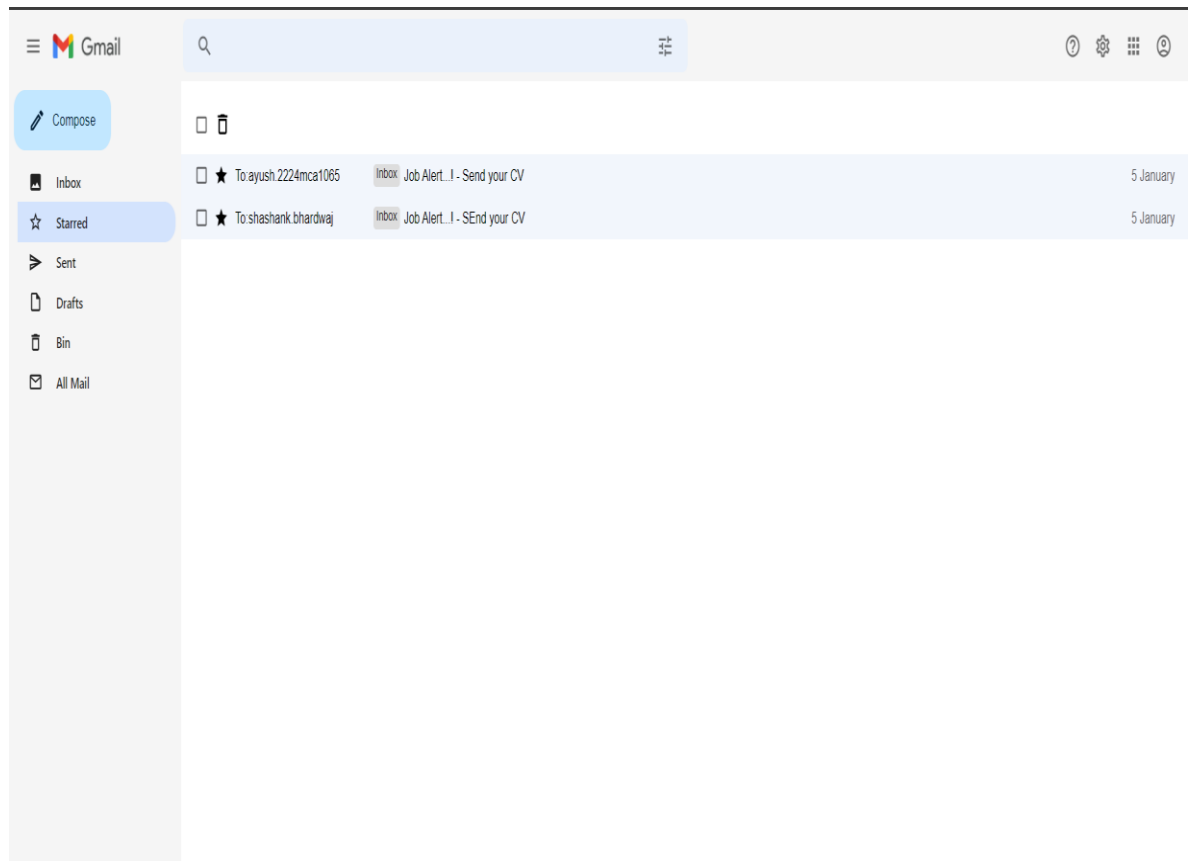 Gmail
Compose
Inbox
Starred
Sent
Drafts
Bin
All Mail
To:ayush.2224mca1065 Inbox Job Alert...! - Send your CV 5 January
To:shashank.bhardwaj Inbox Job Alert...! - SEnd your CV 5 January